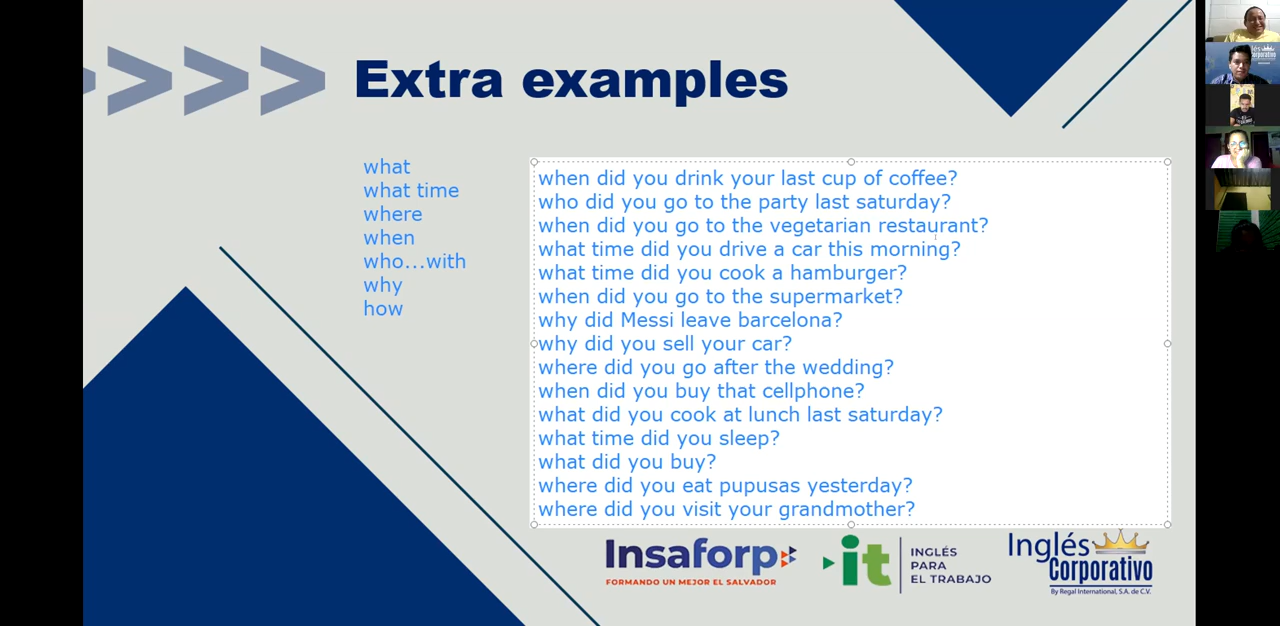 Extra examples
what
what time
where
when
who...with
why
how
when did you drink your last cup of coffee?
who did you go to the party last saturday?
when did you go to the vegetarian restaurant?
what time did you drive a car this morning?
what time did you cook a hamburger?
when did you go to the supermarket?
why did Messi leave barcelona?
why did you sell your car?
where did you go after the wedding?
when did you buy that cellphone?
what did you cook at lunch last saturday?
what time did you sleep?
what did you buy?
where did you eat pupusas yesterday?
where did you visit your grandmother?
Insaforp
FORMANDO UN MEJOR EL SALVADOR
it
INGLÉS
PARA
EL TRABAJO
Inglés
Corporativo
By Regal International, S.A. de C.V.